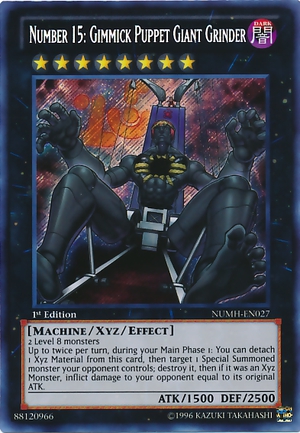 Number 15: Gimmick Puppet Giant Grinder
DARK
闇
1st Edition
NUMH-EN027
[Machine/Xyz/Effect]
2 Level 8 monsters
Up to twice per turn, during your Main Phase 1: You can detach
1 Xyz Material from this card, then target 1 Special Summoned
monster your opponent controls; destroy it, then if it was an Xyz
Monster, inflict damage to your opponent equal to its original
ATK.
ATK/1500 DEF/2500
88120966
©1996 KAZUKI TAKAHASHI